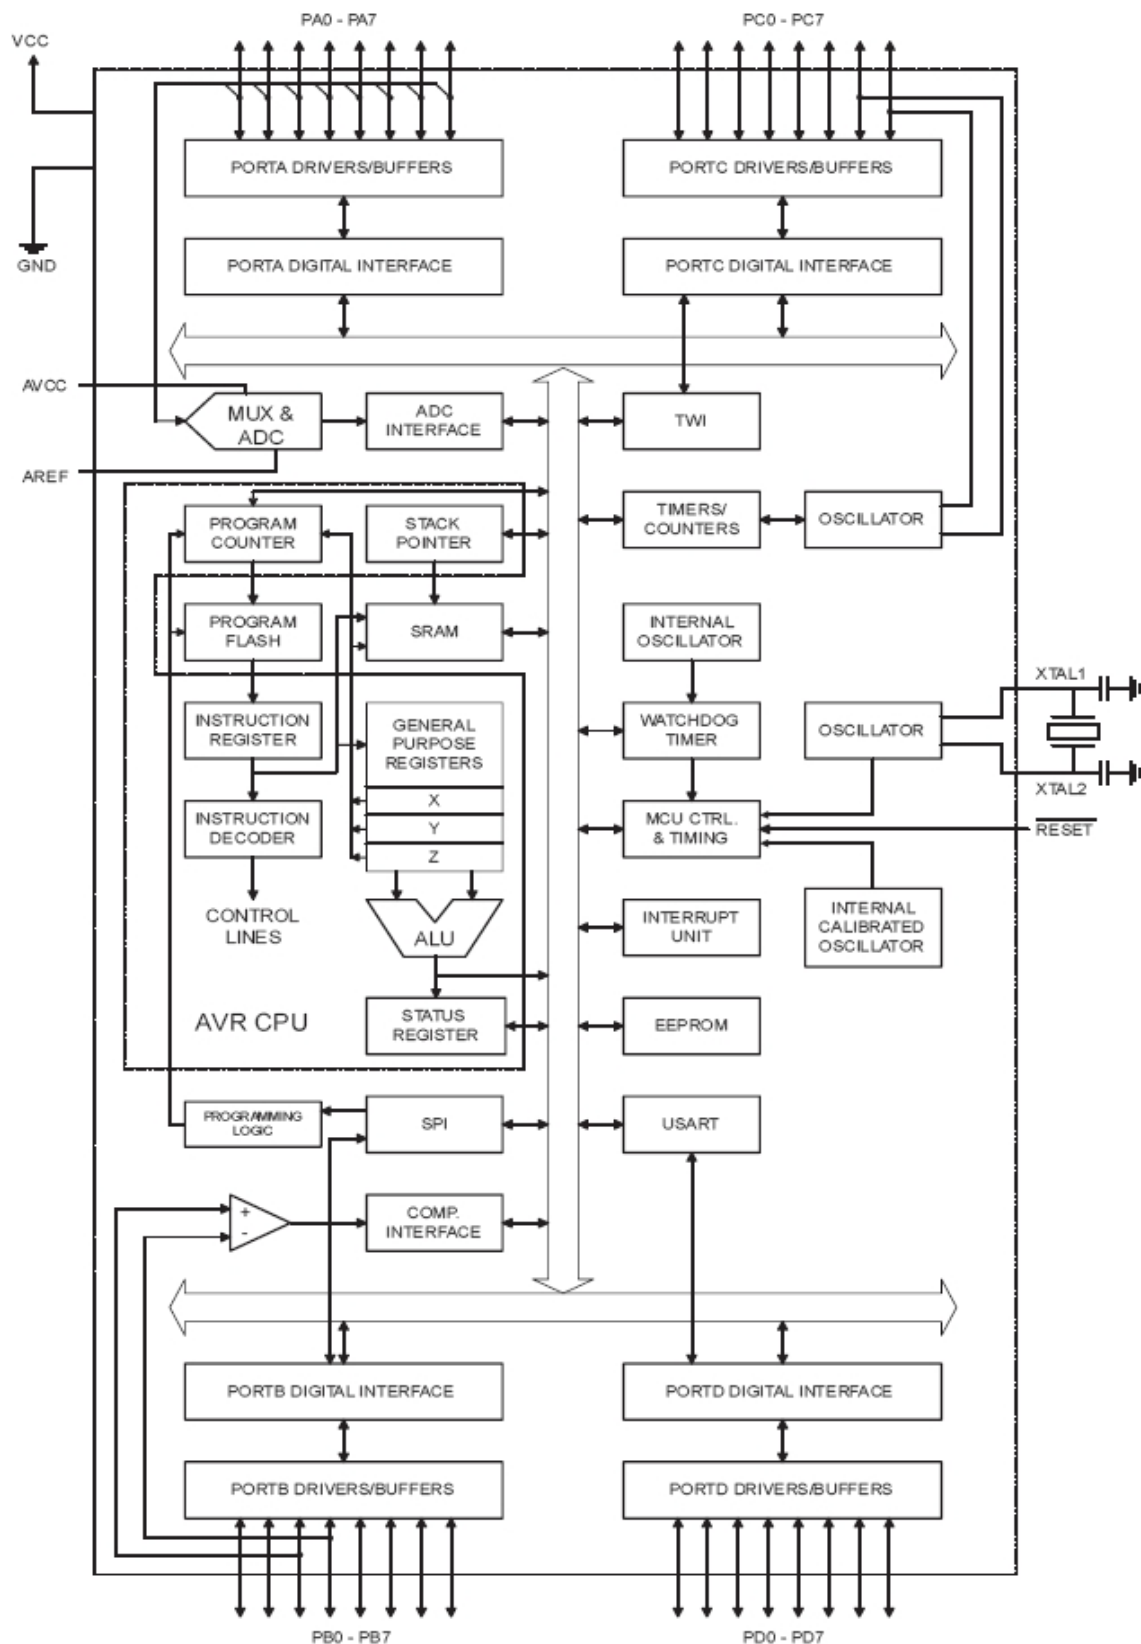 PA0 - PA7
PC0 - PC7
VCC
PORTA DRIVERS/BUFFERS
PORTC DRIVERS/BUFFERS
GND
PORTA DIGITAL INTERFACE
PORTC DIGITAL INTERFACE
AVCC
MUX &
ADC
ADC
INTERFACE
TWI
AREF
PROGRAM
COUNTER
STACK
POINTER
TIMERS/
COUNTERS
OSCILLATOR
PROGRAM
FLASH
SRAM
INTERNAL
OSCILLATOR
XTAL1
INSTRUCTION
REGISTER
GENERAL
PURPOSE
REGISTERS
WATCHDOG
TIMER
OSCILLATOR
XTAL2
X
INSTRUCTION
DECODER
Y
MCU CTRL.
& TIMING
RESET
Z
CONTROL
LINES
ALU
INTERRUPT
UNIT
INTERNAL
CALIBRATED
OSCILLATOR
AVR CPU
STATUS
REGISTER
EEPROM
PROGRAMMING
LOGIC
SPI
USART
+
-
COMP.
INTERFACE
PORTB DIGITAL INTERFACE
PORTD DIGITAL INTERFACE
PORTB DRIVERS/BUFFERS
PORTD DRIVERS/BUFFERS
PB0 - PB7
PD0 - PD7